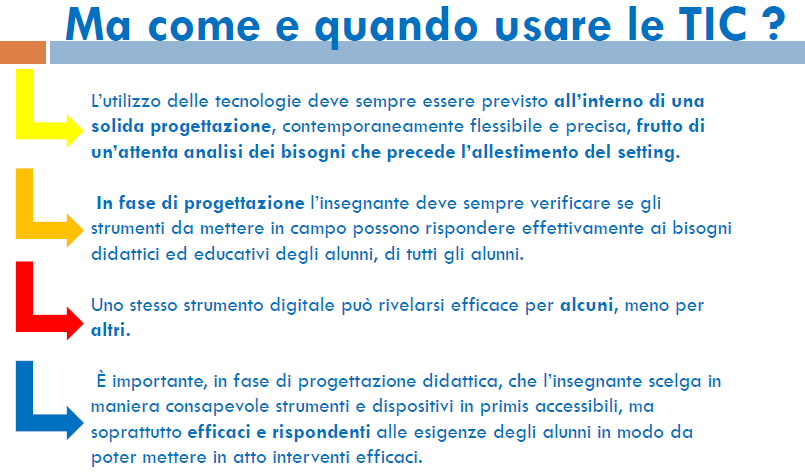 Ma come e quando usare le TIC ?
L’utilizzo delle tecnologie deve sempre essere previsto all’interno di una
solida progettazione, contemporaneamente flessibile e precisa, frutto di
un’attenta analisi dei bisogni che precede l’allestimento del setting.
In fase di progettazione l’insegnante deve sempre verificare se gli
strumenti da mettere in campo possono rispondere effettivamente ai bisogni
didattici ed educativi degli alunni, di tutti gli alunni.
Uno stesso strumento digitale può rivelarsi efficace per alcuni, meno per
altri.
È importante, in fase di progettazione didattica, che l’insegnante scelga in
maniera consapevole strumenti e dispositivi in primis accessibili, ma
soprattutto efficaci e rispondenti alle esigenze degli alunni in modo da
poter mettere in atto interventi efficaci.